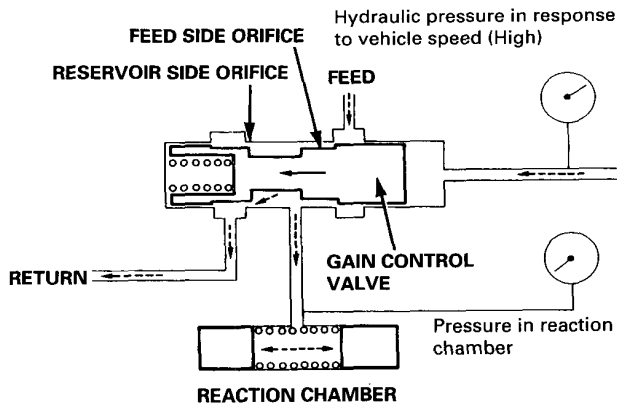 Hydraulic pressure in response
to vehicle speed (High)
FEED SIDE ORIFICE
RESERVOIR SIDE ORIFICE
FEED
GAIN CONTROL
VALVE
RETURN
Pressure in reaction
chamber
REACTION CHAMBER